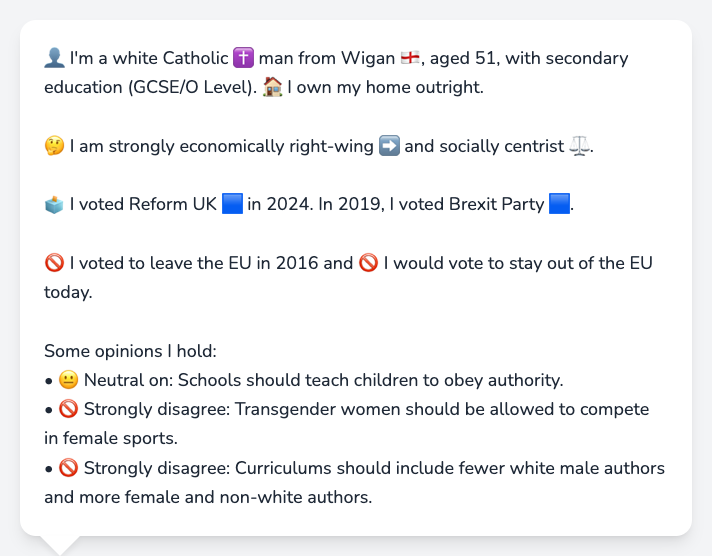 👤 I'm a white Catholic ✝️ man from Wigan 🏴󠁧󠁢󠁥󠁮󠁧󠁿, aged 51, with secondary
education (GCSE/O Level). 🏠 I own my home outright.
🤔 I am strongly economically right-wing ➡️ and socially centrist ⚖️.
🗳️ I voted Reform UK 🟦 in 2024. In 2019, I voted Brexit Party 🟦.
🚫 I voted to leave the EU in 2016 and 🚫 I would vote to stay out of the EU
today.
Some opinions I hold:
• 😐 Neutral on: Schools should teach children to obey authority.
• 🚫 Strongly disagree: Transgender women should be allowed to compete
in female sports.
• 🚫 Strongly disagree: Curriculums should include fewer white male authors
and more female and non-white authors.